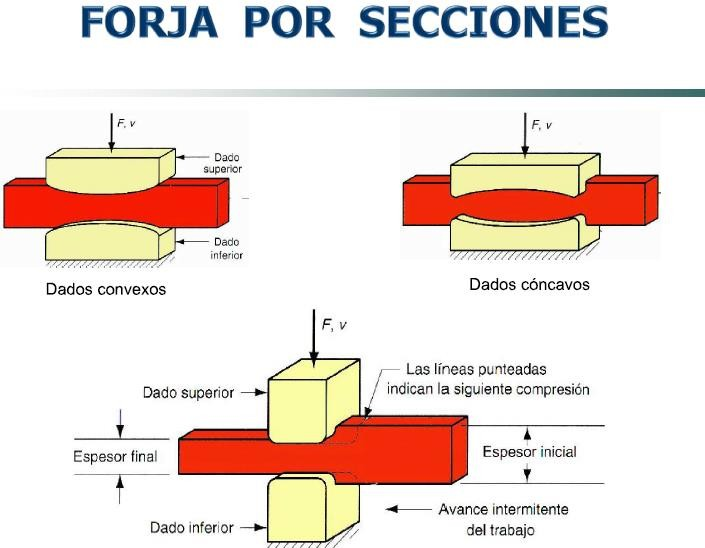 FORJA POR SECCIONES
F, v
Dado
superior
Dado
inferior
Dados convexos
F, v
Dados cóncavos
F, v
Dado superior
Las líneas punteadas
indican la siguiente compresión
Espesor final
Espesor inicial
Avance intermitente
del trabajo
Dado inferior